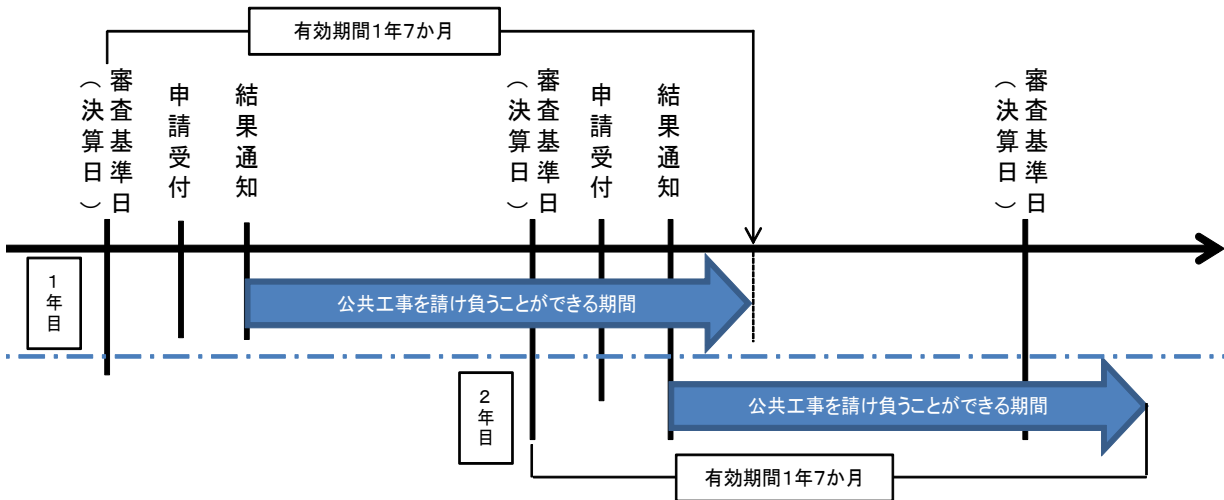 有効期間1年7か月
審査基準日
（決算日）
申請受付
結果通知
審査基準日
（決算日）
申請受付
結果通知
審査基準日
（決算日）
1年目
公共工事を請け負うことができる期間
2年目
公共工事を請け負うことができる期間
有効期間1年7か月